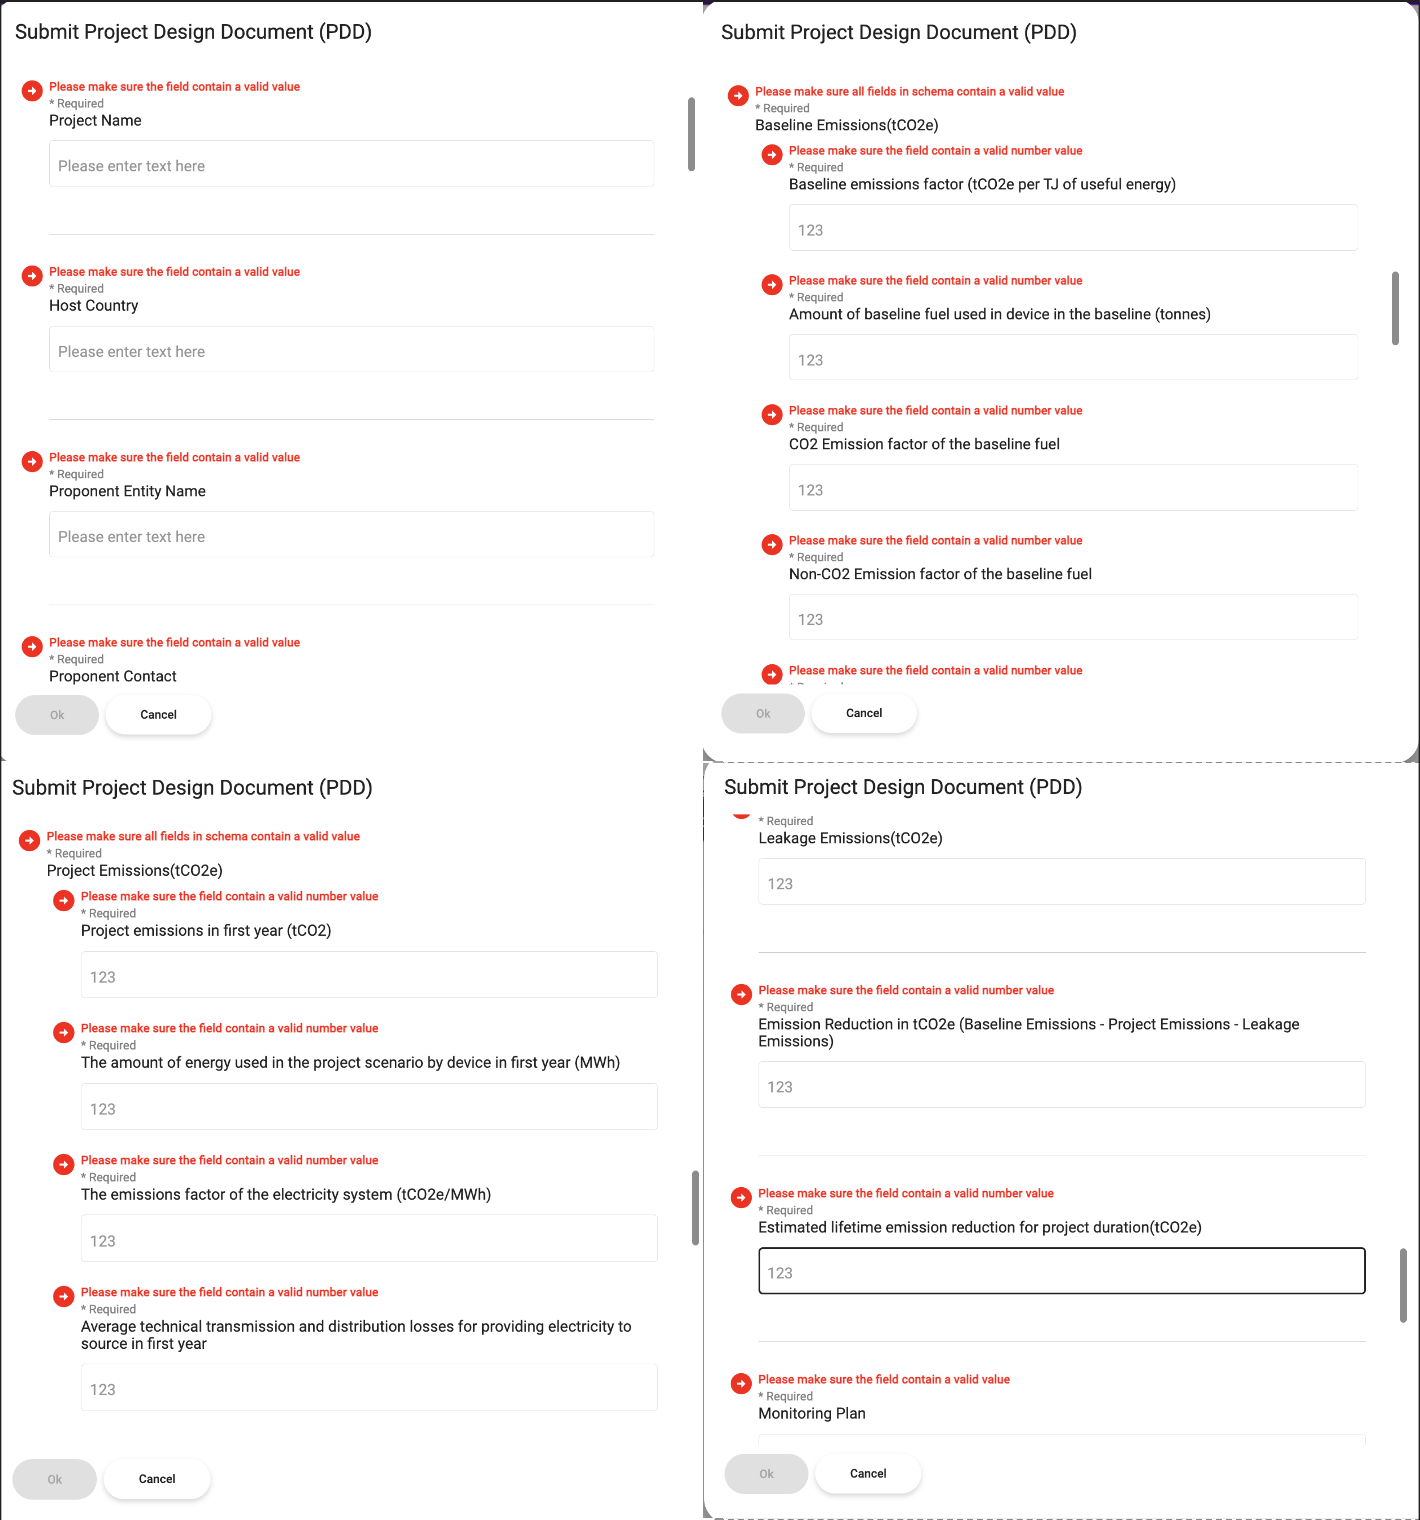 Submit Project Design Document (PDD)
Please make sure the field contain a valid value
* Required
Project Name
Please enter text here
Please make sure the field contain a valid value
* Required
Host Country
Please enter text here
Please make sure the field contain a valid value
* Required
Proponent Entity Name
Please enter text here
Please make sure the field contain a valid value
* Required
Proponent Contact
Ok
Cancel
Submit Project Design Document (PDD)
Please make sure all fields in schema contain a valid value
* Required
Baseline Emissions(tCO2e)
Please make sure the field contain a valid number value
* Required
Baseline emissions factor (tCO2e per TJ of useful energy)
123
Please make sure the field contain a valid number value
* Required
Amount of baseline fuel used in device in the baseline (tonnes)
123
Please make sure the field contain a valid number value
* Required
CO2 Emission factor of the baseline fuel
123
Please make sure the field contain a valid number value
* Required
Non-CO2 Emission factor of the baseline fuel
123
Please make sure the field contain a valid number value
Ok
Cancel
Submit Project Design Document (PDD)
Please make sure all fields in schema contain a valid value
* Required
Project Emissions(tCO2e)
Please make sure the field contain a valid number value
* Required
Project emissions in first year (tCO2)
123
Please make sure the field contain a valid number value
* Required
The amount of energy used in the project scenario by device in first year (MWh)
123
Please make sure the field contain a valid number value
* Required
The emissions factor of the electricity system (tCO2e/MWh)
123
Please make sure the field contain a valid number value
* Required
Average technical transmission and distribution losses for providing electricity to
source in first year
123
Ok
Cancel
Submit Project Design Document (PDD)
* Required
Leakage Emissions(tCO2e)
123
Please make sure the field contain a valid number value
* Required
Emission Reduction in tCO2e (Baseline Emissions - Project Emissions - Leakage
Emissions)
123
Please make sure the field contain a valid number value
* Required
Estimated lifetime emission reduction for project duration(tCO2e)
123
Please make sure the field contain a valid value
* Required
Monitoring Plan
Ok
Cancel